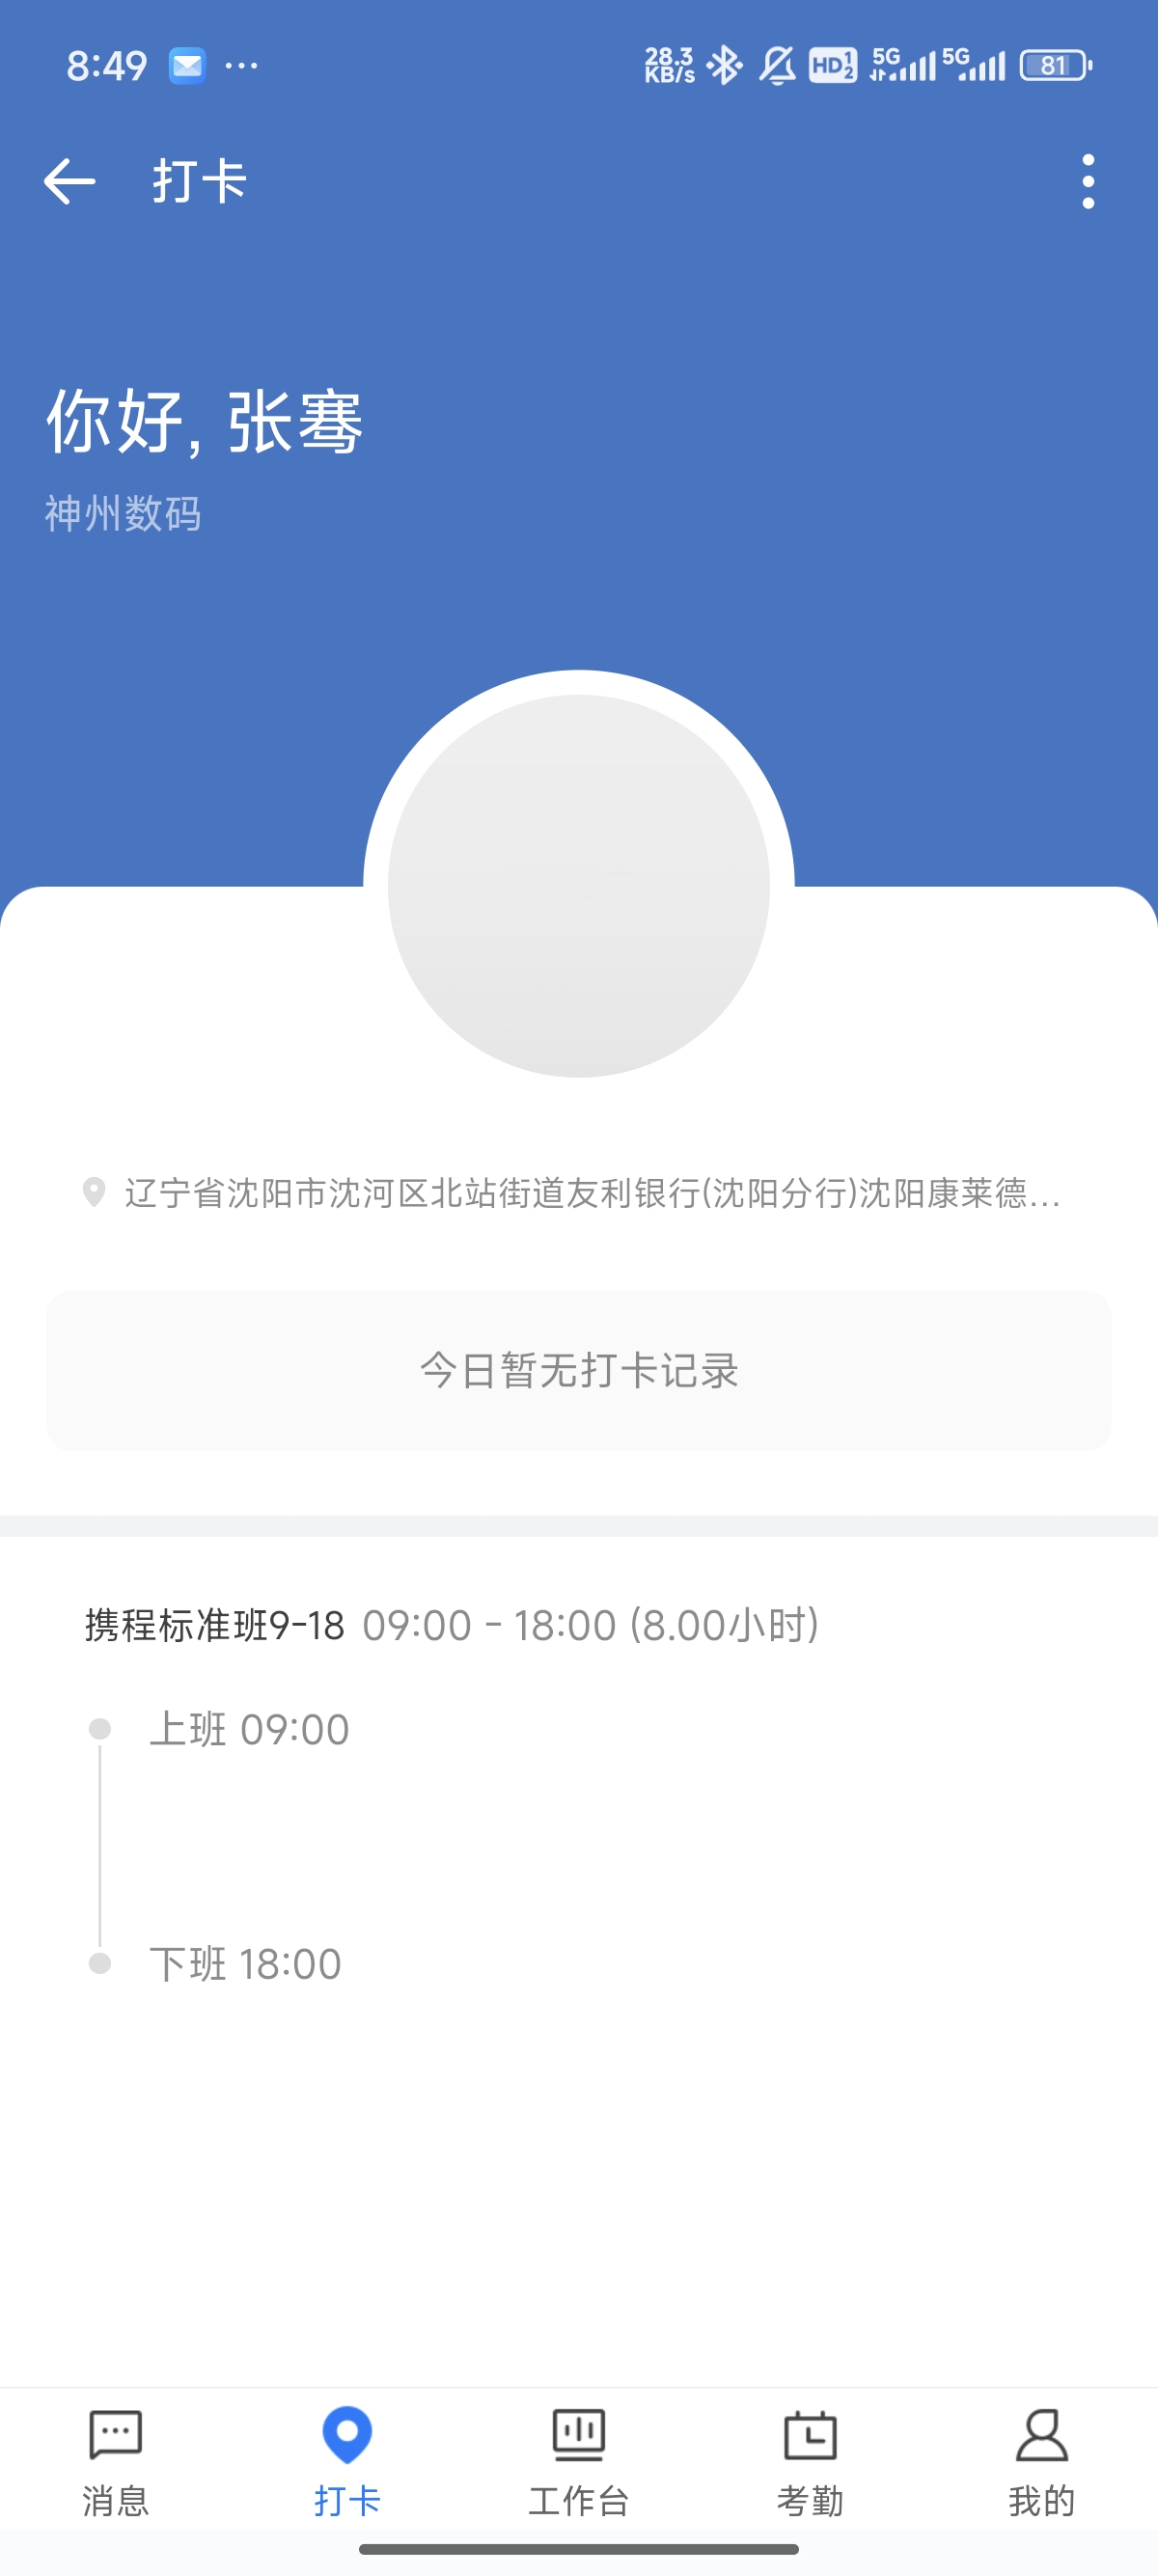 8:49 ... 28.3 KB/s HD 1 2 5G 5G 81
打卡
你好, 张骞
神州数码
辽宁省沈阳市沈河区北站街道友利银行(沈阳分行)沈阳康莱德...
今日暂无打卡记录
携程标准班9-18 09:00 - 18:00 (8.00小时)
上班 09:00
下班 18:00
消息 打卡 工作台 考勤 我的